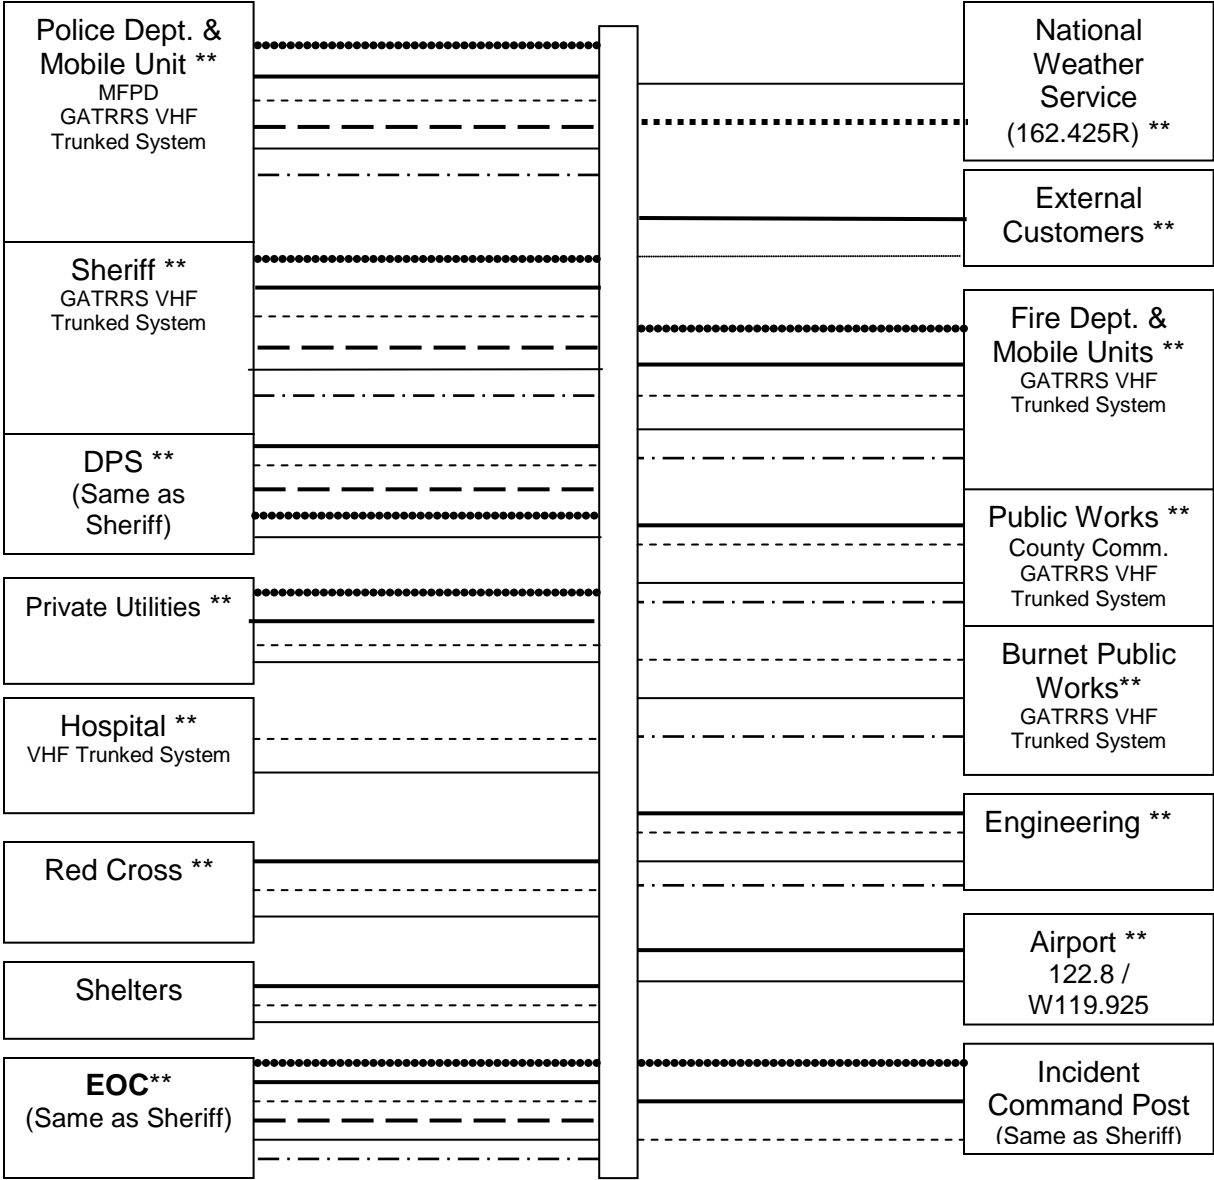 Police Dept. &
Mobile Unit **
MFPD
GATRRS VHF
Trunked System
Sheriff **
GATRRS VHF
Trunked System
DPS **
(Same as
Sheriff)
Private Utilities **
Hospital **
VHF Trunked System
Red Cross **
Shelters
EOC**
(Same as Sheriff)
National
Weather
Service
(162.425R) **
External
Customers **
Fire Dept. &
Mobile Units **
GATRRS VHF
Trunked System
Public Works **
County Comm.
GATRRS VHF
Trunked System
Burnet Public
Works**
GATRRS VHF
Trunked System
Engineering **
Airport **
122.8 /
W119.925
Incident
Command Post
(Same as Sheriff)